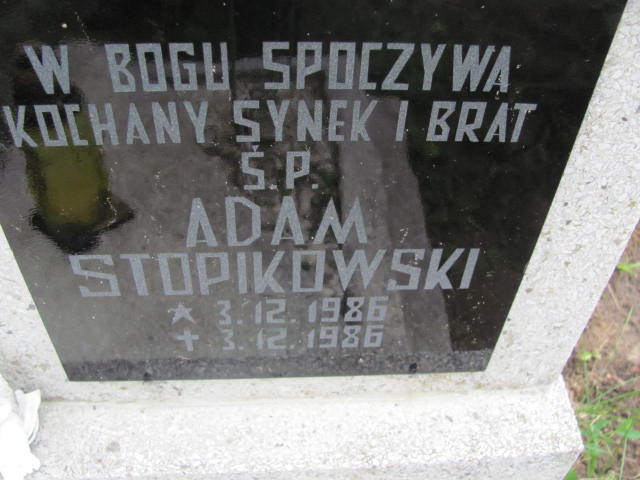 W BOGU SPOCZYWA
KOCHANY SYNEK I BRAT
Ś.P.
ADAM
STOPIKOWSKI
★ 3.12.1986
+ 3.12.1986